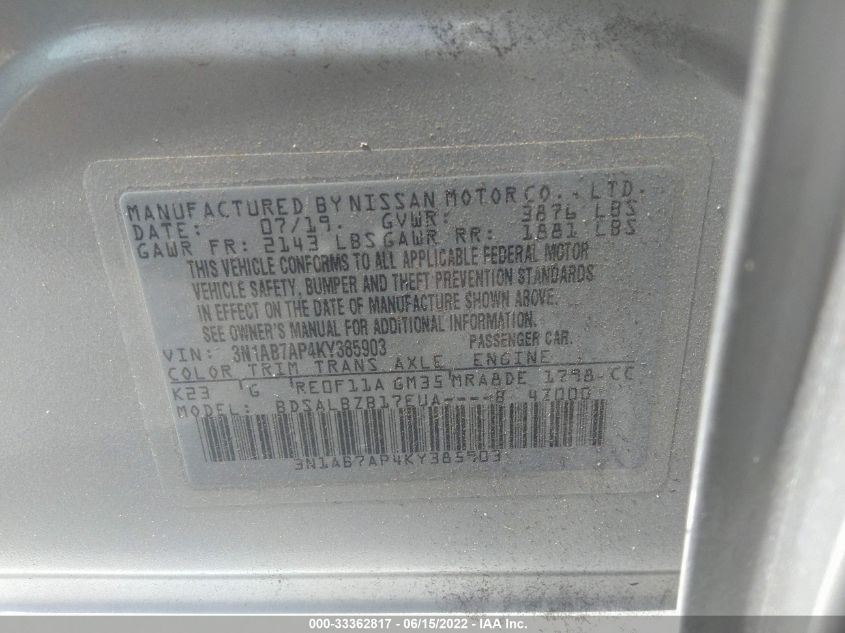 MANUFACTURED BY NISSAN MOTOR CO., LTD.
DATE: 07/19. GVWR: 3876 LBS
GAWR FR: 2143 LBS GAWR RR: 1881 LBS
THIS VEHICLE CONFORMS TO ALL APPLICABLE FEDERAL MOTOR
VEHICLE SAFETY, BUMPER AND THEFT PREVENTION STANDARDS
IN EFFECT ON THE DATE OF MANUFACTURE SHOWN ABOVE.
SEE OWNER'S MANUAL FOR ADDITIONAL INFORMATION.
VIN: 3N1AB7AP4KY385903 PASSENGER CAR.
COLOR TRIM TRANS AXLE ENGINE
K23 G RE0F11A GM35 MRA8DE 1798-CC
MODEL: BDSALBZB17EUA----B 4Z000
3N1AB7AP4KY385903
000-33362817 - 06/15/2022 - IAA Inc.